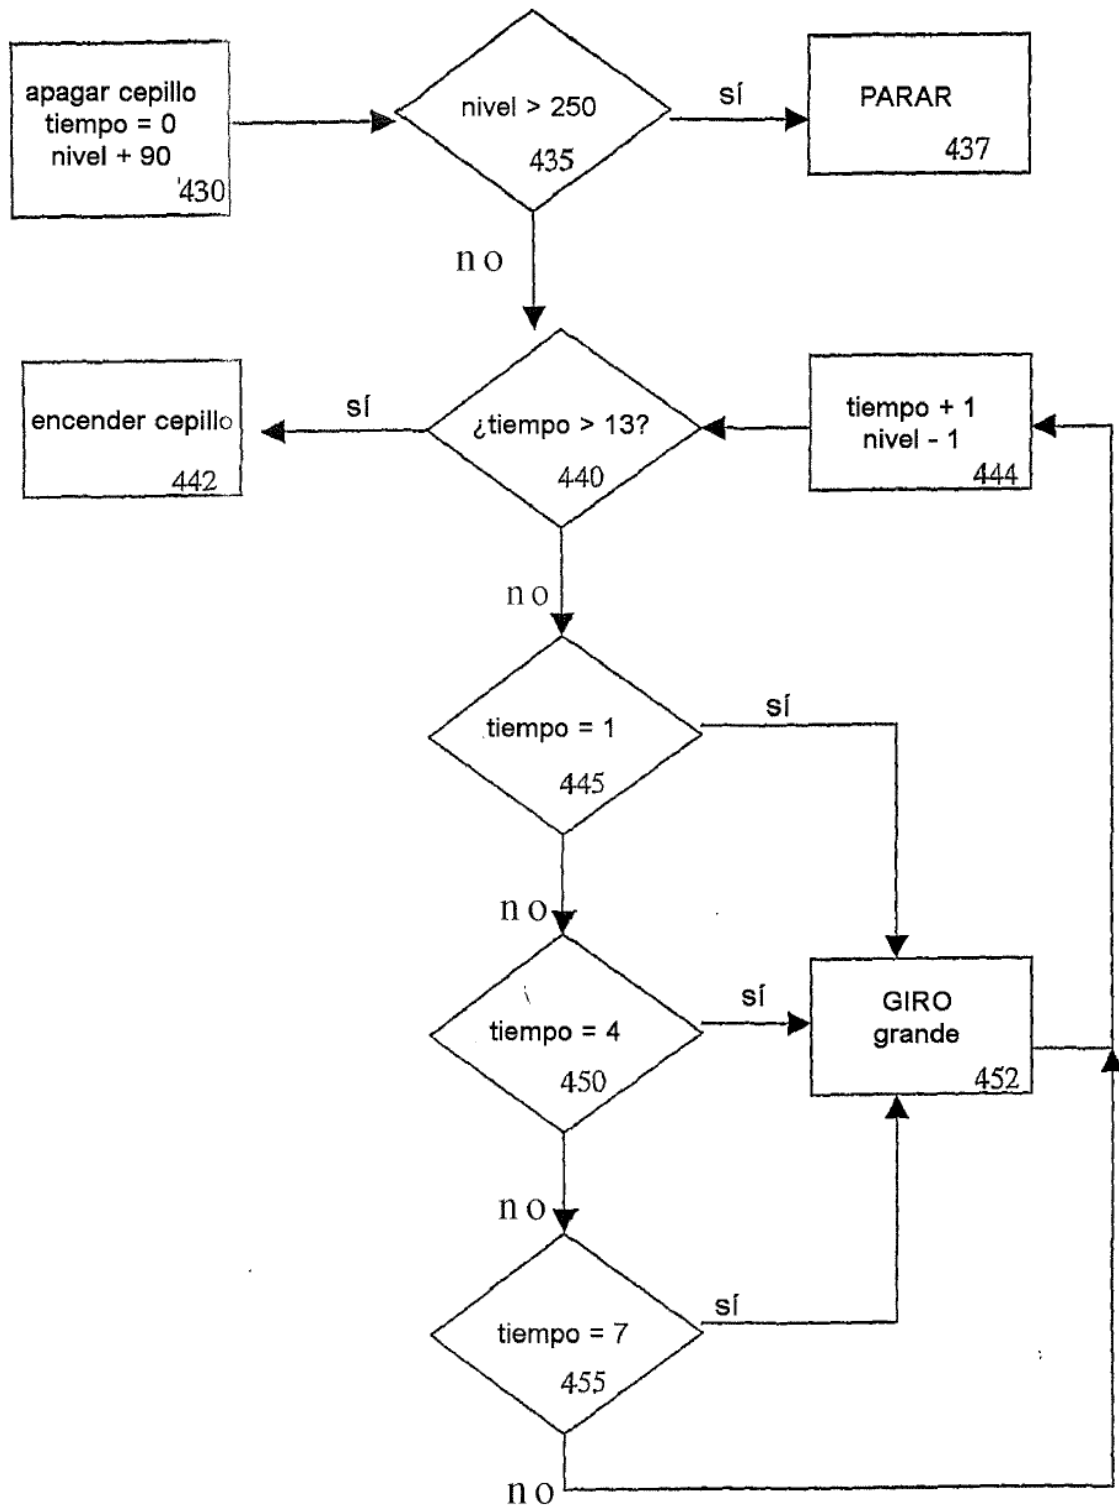 apagar cepillo
tiempo = 0
nivel + 90
430
nivel > 250
435
sí
PARAR
437
no
encender cepillo
442
sí
¿tiempo > 13?
440
tiempo + 1
nivel - 1
444
no
tiempo = 1
445
sí
no
tiempo = 4
450
sí
GIRO
grande
452
no
tiempo = 7
455
sí
no